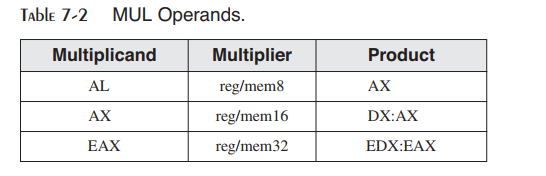 TABLE 7-2 MUL Operands.
Multiplicand Multiplier Product
AL reg/mem8 AX
AX reg/mem16 DX:AX
EAX reg/mem32 EDX:EAX